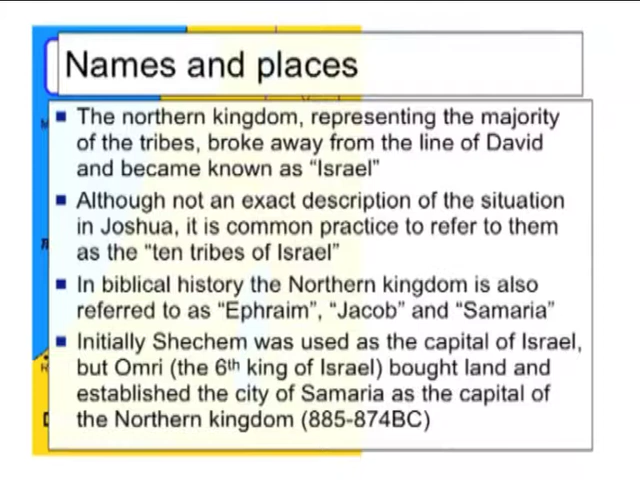 Names and places
■ The northern kingdom, representing the majority
of the tribes, broke away from the line of David
and became known as “Israel”
■ Although not an exact description of the situation
in Joshua, it is common practice to refer to them
as the “ten tribes of Israel”
■ In biblical history the Northern kingdom is also
referred to as “Ephraim”, “Jacob” and “Samaria”
■ Initially Shechem was used as the capital of Israel,
but Omri (the 6th king of Israel) bought land and
established the city of Samaria as the capital of
the Northern kingdom (885-874BC)